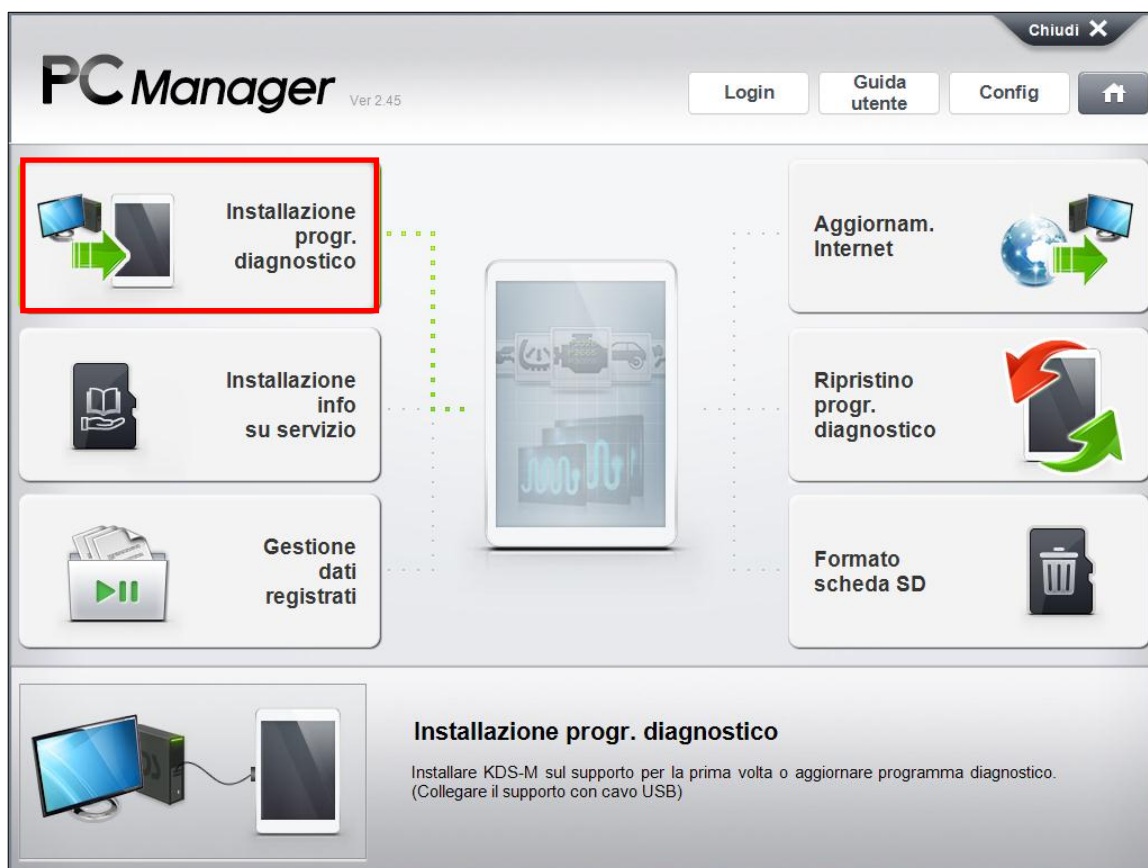 Chiudi
PC Manager Ver 2.45
Login
Guida
utente
Config
Installazione
progr.
diagnostico
Aggiornam.
Internet
Installazione
info
su servizio
Ripristino
progr.
diagnostico
Gestione
dati
registrati
Formato
scheda SD
Installazione progr. diagnostico
Installare KDS-M sul supporto per la prima volta o aggiornare programma diagnostico.
(Collegare il supporto con cavo USB)